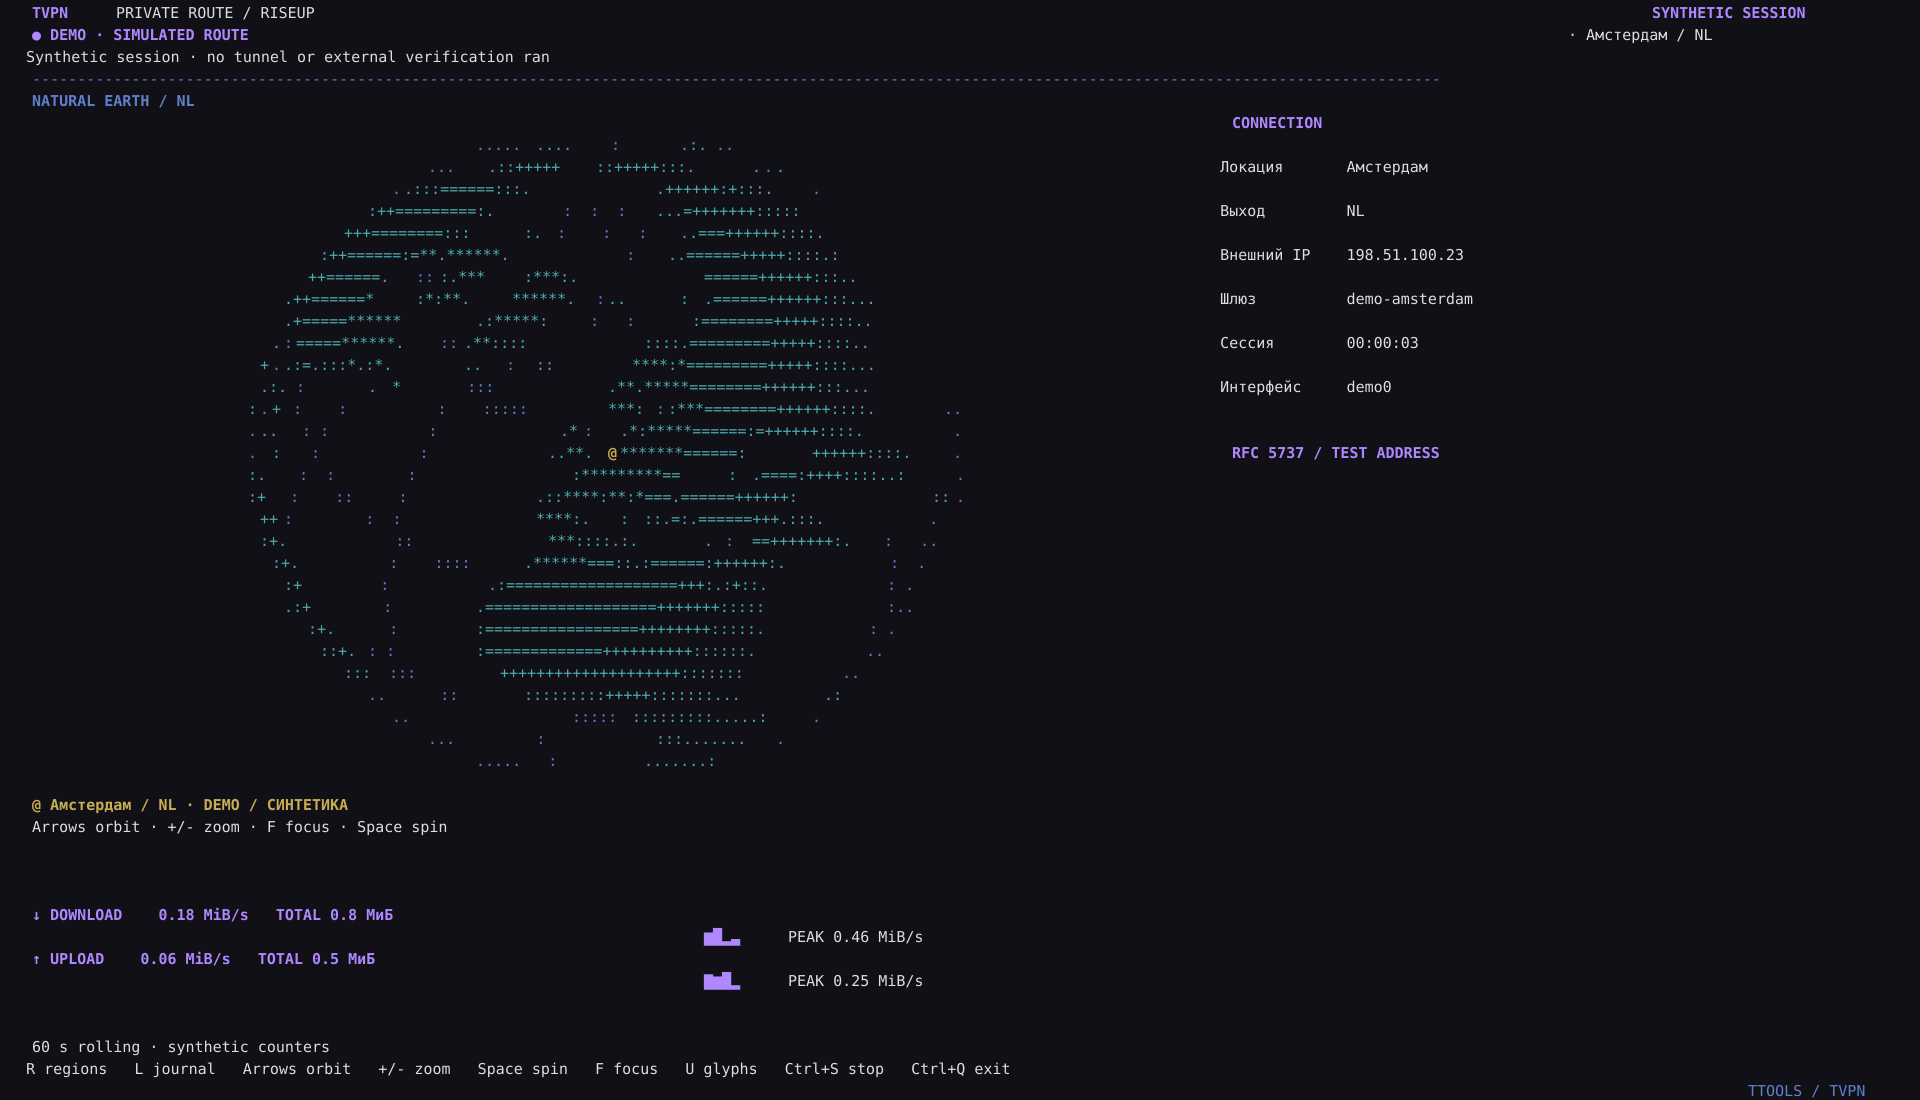 TVPN PRIVATE ROUTE / RISEUP SYNTHETIC SESSION
● DEMO · SIMULATED ROUTE · Амстердам / NL
Synthetic session · no tunnel or external verification ran
NATURAL EARTH / NL
CONNECTION
Локация Амстердам
Выход NL
Внешний IP 198.51.100.23
Шлюз demo-amsterdam
Сессия 00:00:03
Интерфейс demo0
RFC 5737 / TEST ADDRESS
@ Амстердам / NL · DEMO / СИНТЕТИКА
Arrows orbit · +/- zoom · F focus · Space spin
↓ DOWNLOAD 0.18 MiB/s TOTAL 0.8 МиБ
PEAK 0.46 MiB/s
↑ UPLOAD 0.06 MiB/s TOTAL 0.5 МиБ
PEAK 0.25 MiB/s
60 s rolling · synthetic counters
R regions L journal Arrows orbit +/- zoom Space spin F focus U glyphs Ctrl+S stop Ctrl+Q exit
TTOOLS / TVPN